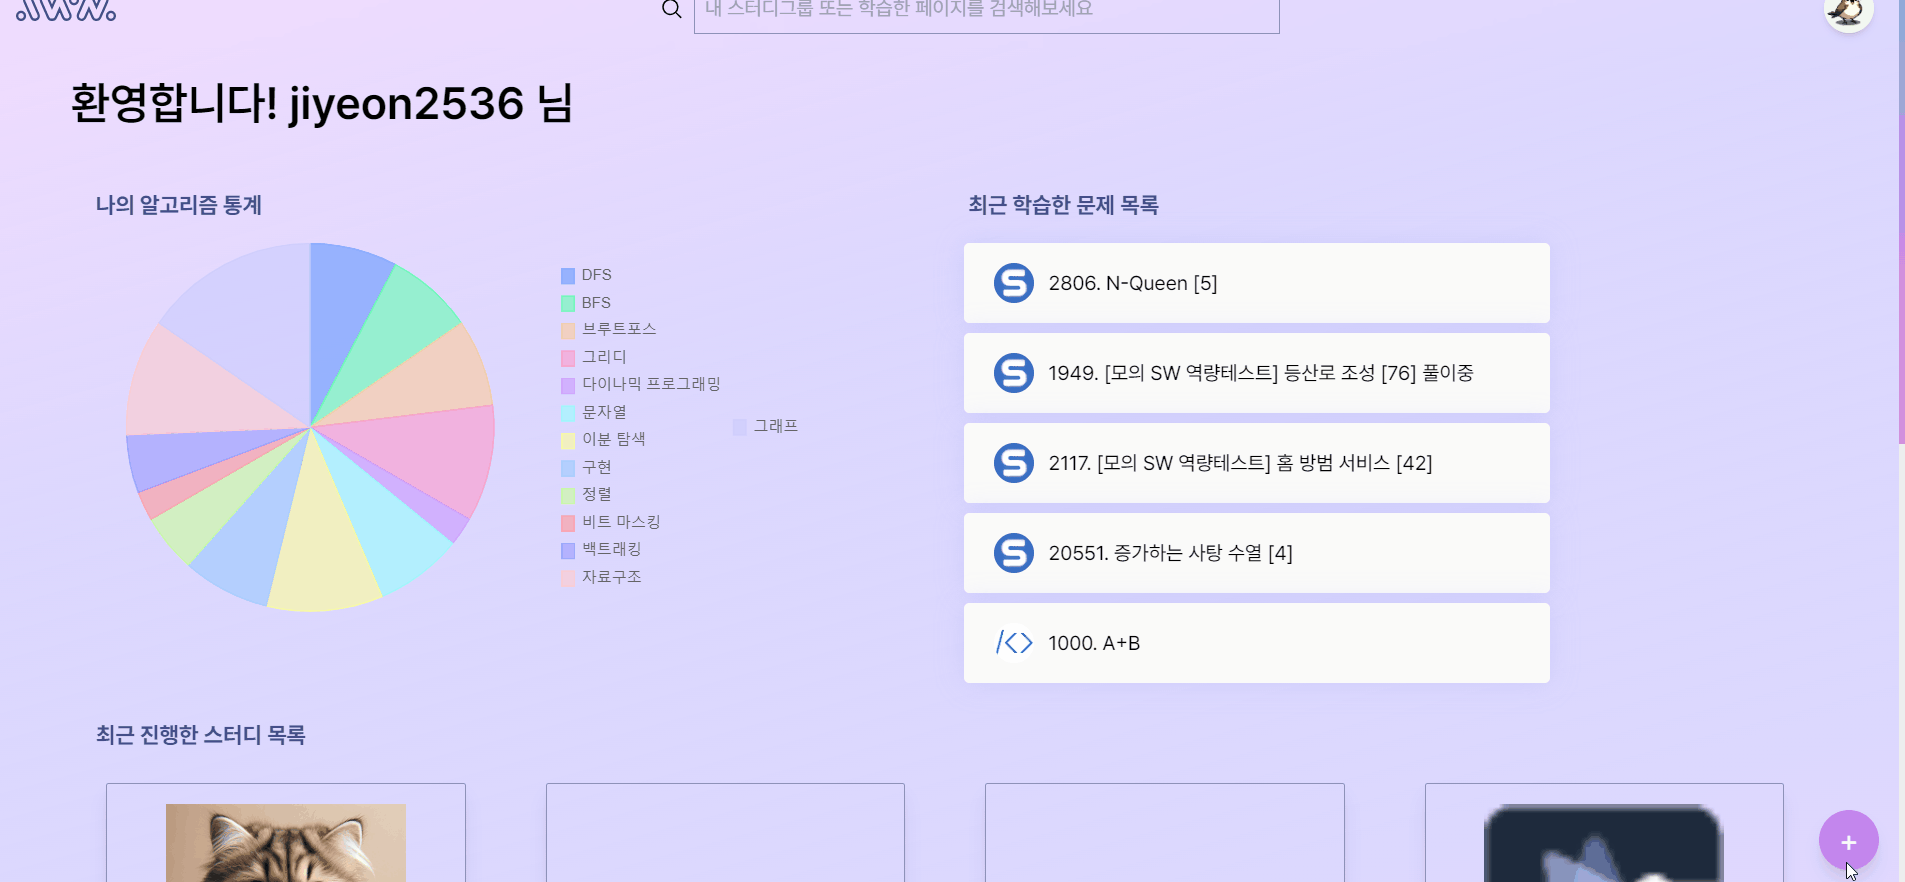 내 스터디그룹 또는 학습한 페이지를 검색해보세요
환영합니다! jiyeon2536 님
나의 알고리즘 통계
DFS
BFS
브루트포스
그리디
다이나믹 프로그래밍
문자열
이분 탐색
구현
정렬
비트 마스킹
백트래킹
자료구조
그래프
최근 학습한 문제 목록
2806. N-Queen [5]
1949. [모의 SW 역량테스트] 등산로 조성 [76] 풀이중
2117. [모의 SW 역량테스트] 홈 방범 서비스 [42]
20551. 증가하는 사탕 수열 [4]
1000. A+B
최근 진행한 스터디 목록